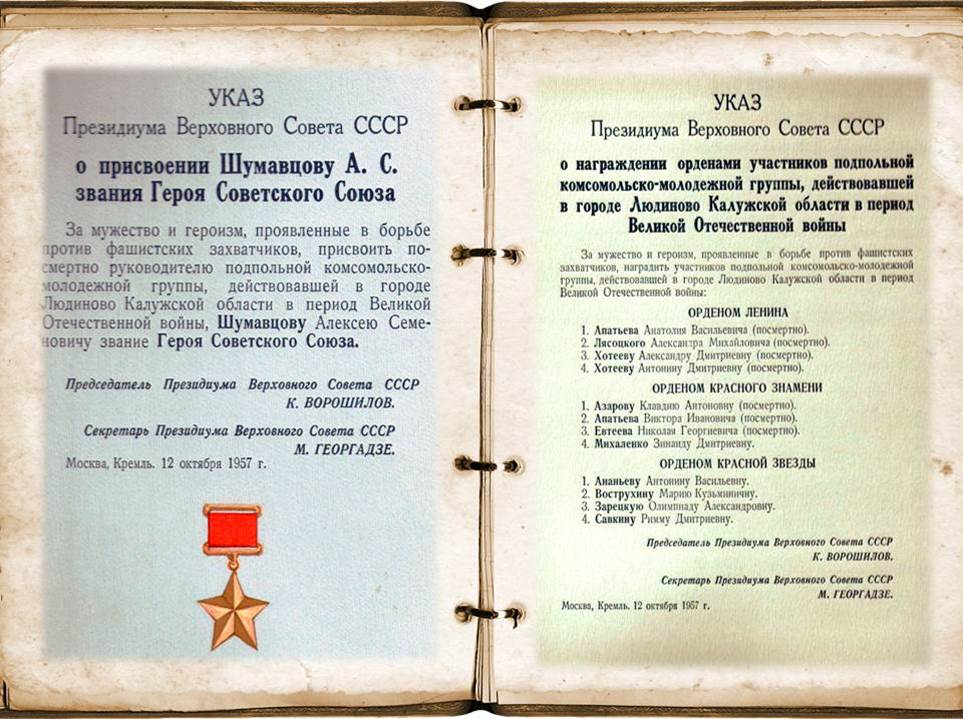 УКАЗ
Президиума Верховного Совета СССР
о присвоении Шумавцову А. С.
звания Героя Советского Союза
За мужество и героизм, проявленные в борьбе
против фашистских захватчиков, присвоить по-
смертно руководителю подпольной комсомольско-
молодежной группы, действовавшей в городе
Людиново Калужской области в период Великой
Отечественной войны, Шумавцову Алексею Семе-
новичу звание Героя Советского Союза.
Председатель Президиума Верховного Совета СССР
К. ВОРОШИЛОВ.
Секретарь Президиума Верховного Совета СССР
М. ГЕОРГАДЗЕ.
Москва, Кремль. 12 октября 1957 г.
УКАЗ
Президиума Верховного Совета СССР
о награждении орденами участников подпольной
комсомольско-молодежной группы, действовавшей
в городе Людиново Калужской области в период
Великой Отечественной войны
За мужество и героизм, проявленные в борьбе против фашистских
захватчиков, наградить участников подпольной комсомольско-молодежной
группы, действовавшей в городе Людиново Калужской области в период
Великой Отечественной войны:
ОРДЕНОМ ЛЕНИНА
1. Апатьева Анатолия Васильевича (посмертно).
2. Лясоцкого Александра Михайловича (посмертно).
3. Хотееву Александру Дмитриевну (посмертно).
4. Хотееву Антонину Дмитриевну (посмертно).
ОРДЕНОМ КРАСНОГО ЗНАМЕНИ
1. Азарову Клавдию Антоновну (посмертно).
2. Апатьева Виктора Ивановича (посмертно).
3. Евтеева Николая Георгиевича (посмертно).
4. Михаленко Зинаиду Дмитриевну.
ОРДЕНОМ КРАСНОЙ ЗВЕЗДЫ
1. Ананьеву Антонину Васильевну.
2. Вострухину Марию Кузьминичну.
3. Зарецкую Олимпиаду Александровну.
4. Савкину Римму Дмитриевну.
Председатель Президиума Верховного Совета СССР
К. ВОРОШИЛОВ.
Секретарь Президиума Верховного Совета СССР
М. ГЕОРГАДЗЕ.
Москва, Кремль. 12 октября 1957 г.